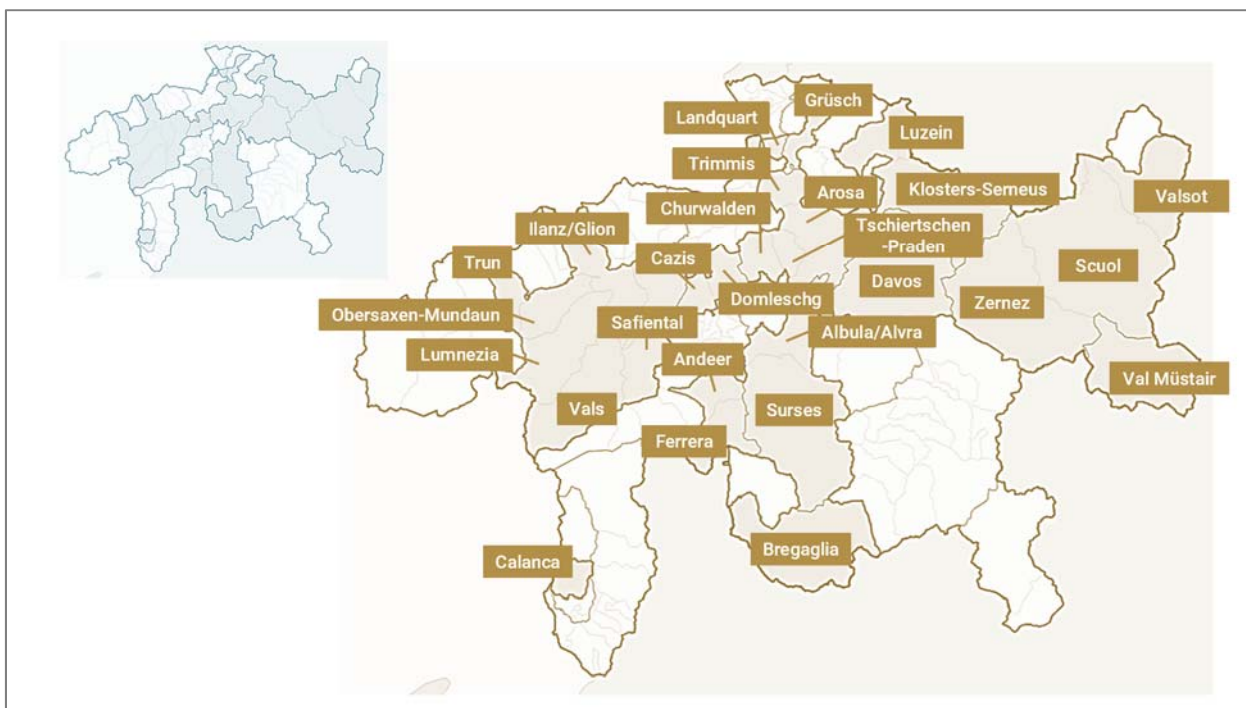 Grüsch
Landquart
Luzein
Trimmis
Arosa
Klosters-Serneus
Valsot
Churwalden
Tschiertschen
-Praden
Ilanz/Glion
Cazis
Trun
Scuol
Davos
Domleschg
Zernez
Obersaxen-Mundaun
Safiental
Albula/Alvra
Lumnezia
Andeer
Val Müstair
Vals
Surses
Ferrera
Bregaglia
Calanca